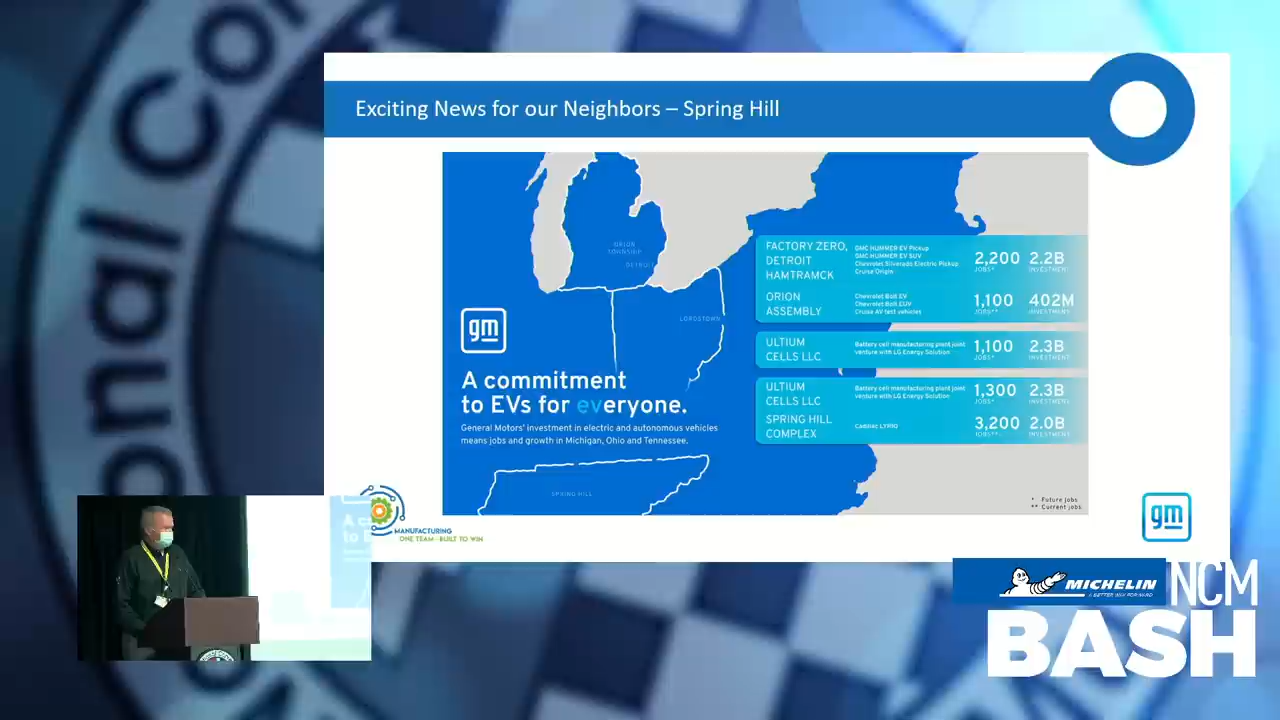 Exciting News for our Neighbors – Spring Hill
ORION
TOWNSHIP
DETROIT
LORDSTOWN
gm
A commitment
to EVs for everyone.
General Motors' investment in electric and autonomous vehicles
means jobs and growth in Michigan, Ohio and Tennessee.
SPRING HILL
FACTORY ZERO,
DETROIT
HAMTRAMCK
GMC HUMMER EV Pickup
GMC HUMMER EV SUV
Chevrolet Silverado Electric Pickup
Cruise Origin
2,200 2.2B
JOBS* INVESTMENT
ORION
ASSEMBLY
Chevrolet Bolt EV
Chevrolet Bolt EUV
Cruise AV test vehicles
1,100 402M
JOBS** INVESTMENT
ULTIUM
CELLS LLC
Battery cell manufacturing plant joint
venture with LG Energy Solution
1,100 2.3B
JOBS* INVESTMENT
ULTIUM
CELLS LLC
Battery cell manufacturing plant joint
venture with LG Energy Solution
1,300 2.3B
JOBS* INVESTMENT
SPRING HILL
COMPLEX
Cadillac LYRIQ
3,200 2.0B
JOBS** INVESTMENT
* Future jobs
** Current jobs
MANUFACTURING
ONE TEAM - BUILT TO WIN
gm
A c
to E
MICHELIN
A BETTER WAY FORWARD
NCM
BASH
onal Co